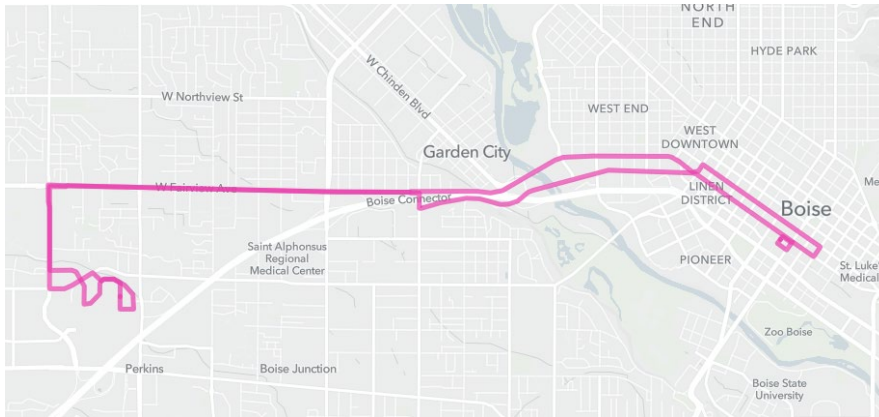 NORTH
END
HYDE PARK
W Chinden Blvd
W Northview St
WEST END
WEST
DOWNTOWN
Garden City
W Fairview Ave
LINEN
DISTRICT
Boise Connector
Boise
Saint Alphonsus
Regional
Medical Center
PIONEER
St. Luke'
Medical
Zoo Boise
Perkins
Boise Junction
Boise State
University
Me